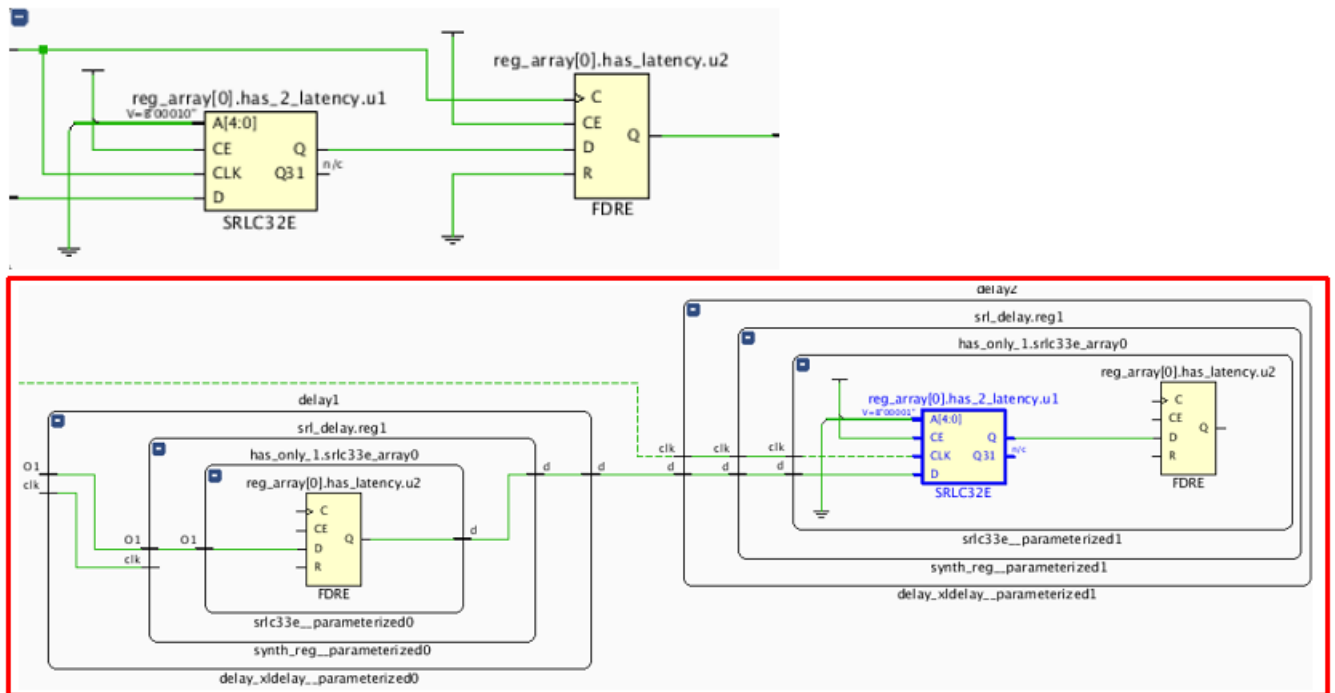 reg_array[0].has_latency.u2
reg_array[0].has_2_latency.u1
V=8'00010"
A[4:0]
CE
CLK
D
Q
Q31
n/c
SRLC32E
C
CE
D
R
Q
FDRE
delay2
srl_delay.reg1
has_only_1.srlc33e_array0
reg_array[0].has_latency.u2
reg_array[0].has_2_latency.u1
V=8'00001"
A[4:0]
CE
CLK
D
Q
Q31
n/c
SRLC32E
C
CE
D
R
Q
FDRE
clk
d
clk
d
clk
d
srlc33e__parameterized1
synth_reg__parameterized1
delay_xldelay__parameterized1
delay1
srl_delay.reg1
has_only_1.srlc33e_array0
reg_array[0].has_latency.u2
O1
clk
O1
clk
O1
C
CE
D
R
Q
FDRE
d
d
d
srlc33e__parameterized0
synth_reg__parameterized0
delay_xldelay__parameterized0